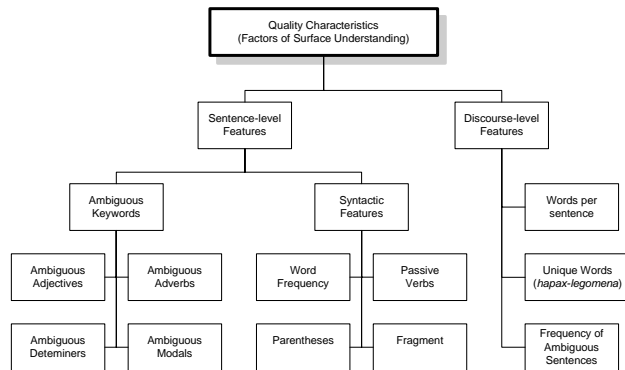 Quality Characteristics
(Factors of Surface Understanding)
Sentence-level
Features
Discourse-level
Features
Ambiguous
Keywords
Syntactic
Features
Words per
sentence
Ambiguous
Adjectives
Ambiguous
Adverbs
Word
Frequency
Passive
Verbs
Unique Words
(hapax-legomena)
Ambiguous
Deteminers
Ambiguous
Modals
Parentheses
Fragment
Frequency of
Ambiguous
Sentences